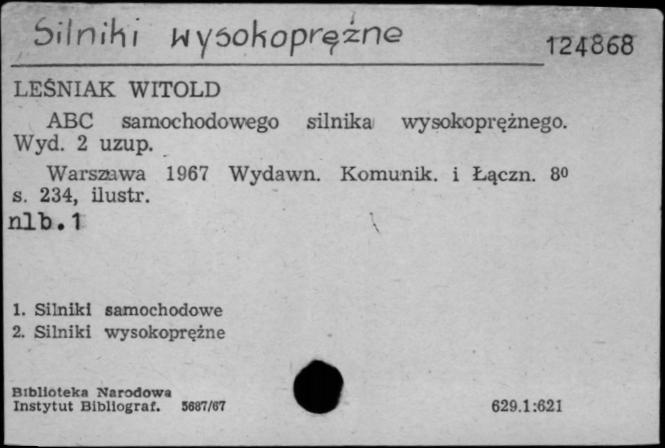 Silniki wysokoprężne 124868
LEŚNIAK WITOLD
ABC samochodowego silnika wysokoprężnego.
Wyd. 2 uzup.
Warszawa 1967 Wydawn. Komunik. i Łączn. 8⁰
s. 234, ilustr.
nlb.1
1. Silniki samochodowe
2. Silniki wysokoprężne
Biblioteka Narodowa
Instytut Bibliograf. 5687/67 629.1:621